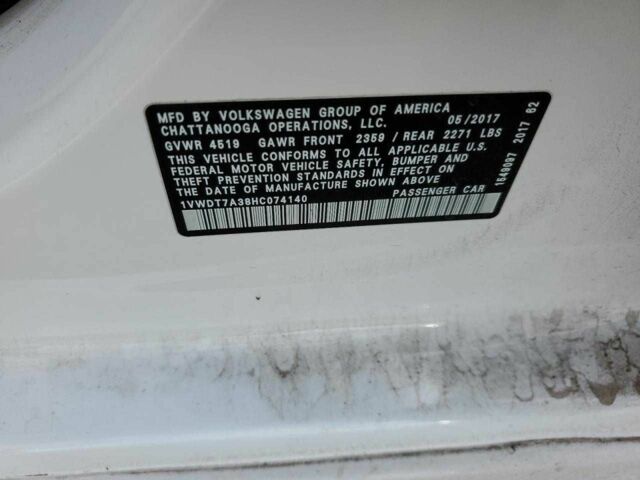 MFD BY VOLKSWAGEN GROUP OF AMERICA
CHATTANOOGA OPERATIONS, LLC. 05/2017
GVWR 4519 GAWR FRONT 2359 / REAR 2271 LBS
THIS VEHICLE CONFORMS TO ALL APPLICABLE U.S.
FEDERAL MOTOR VEHICLE SAFETY, BUMPER AND
THEFT PREVENTION STANDARDS IN EFFECT
ON THE DATE OF MANUFACTURE SHOWN ABOVE
1VWDT7A38HC074140 PASSENGER CAR
1549097 2017 62